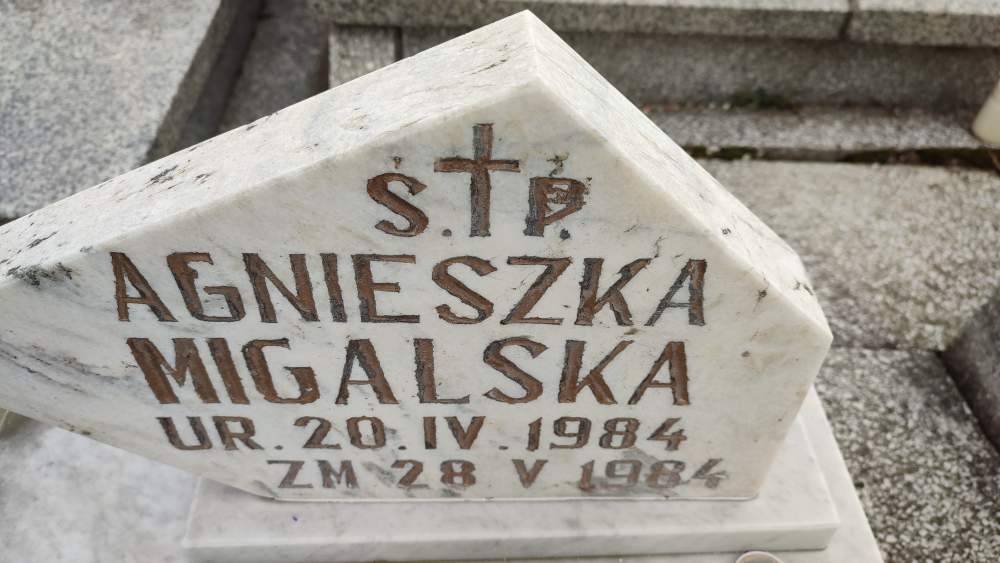 Ś. † P.
AGNIESZKA
MIGALSKA
UR. 20.IV.1984
ZM 28 V 1984